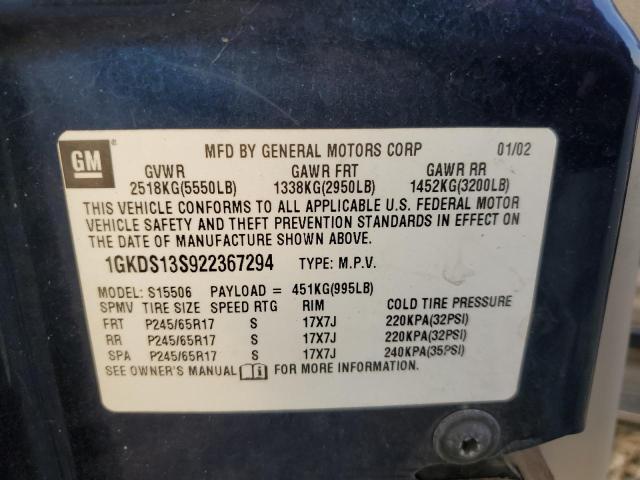 GM
®
MFD BY GENERAL MOTORS CORP 01/02
GVWR GAWR FRT GAWR RR
2518KG(5550LB) 1338KG(2950LB) 1452KG(3200LB)
THIS VEHICLE CONFORMS TO ALL APPLICABLE U.S. FEDERAL MOTOR
VEHICLE SAFETY AND THEFT PREVENTION STANDARDS IN EFFECT ON
THE DATE OF MANUFACTURE SHOWN ABOVE.
1GKDS13S922367294 TYPE: M.P.V.
MODEL: S15506 PAYLOAD = 451KG(995LB)
SPMV TIRE SIZE SPEED RTG RIM COLD TIRE PRESSURE
FRT P245/65R17 S 17X7J 220KPA(32PSI)
RR P245/65R17 S 17X7J 220KPA(32PSI)
SPA P245/65R17 S 17X7J 240KPA(35PSI)
SEE OWNER'S MANUAL FOR MORE INFORMATION.